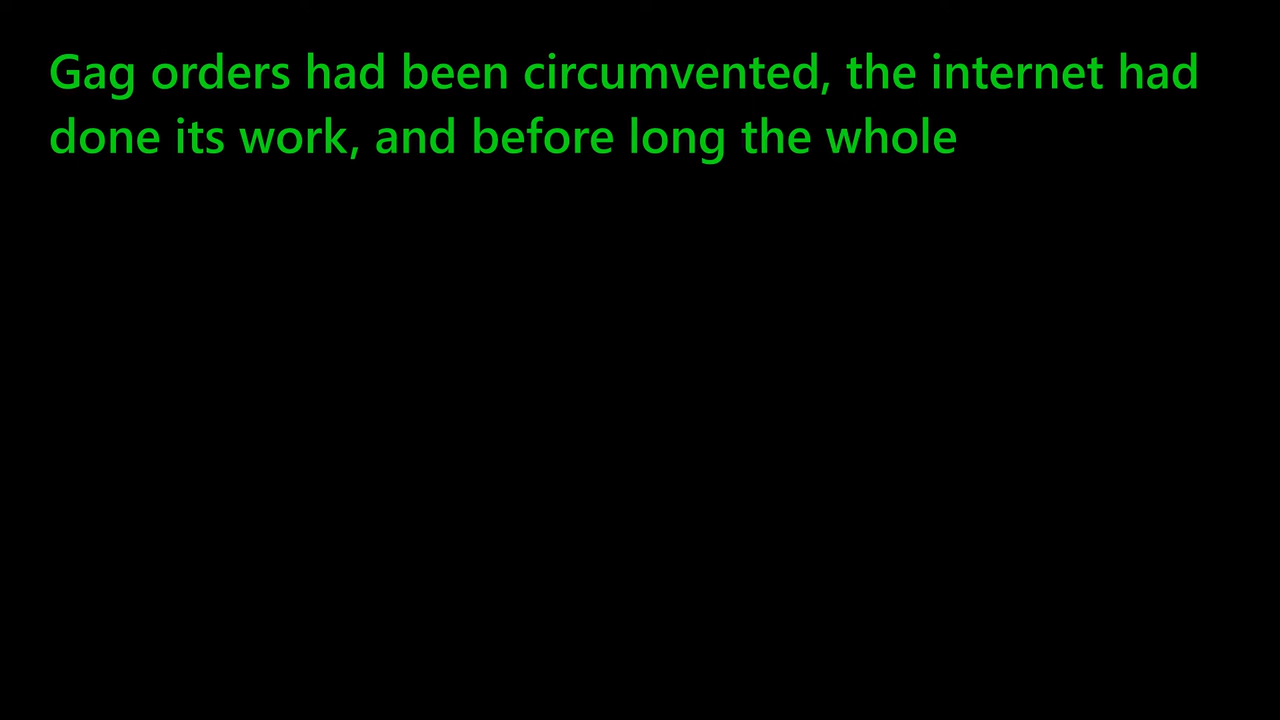 Gag orders had been circumvented, the internet had
done its work, and before long the whole